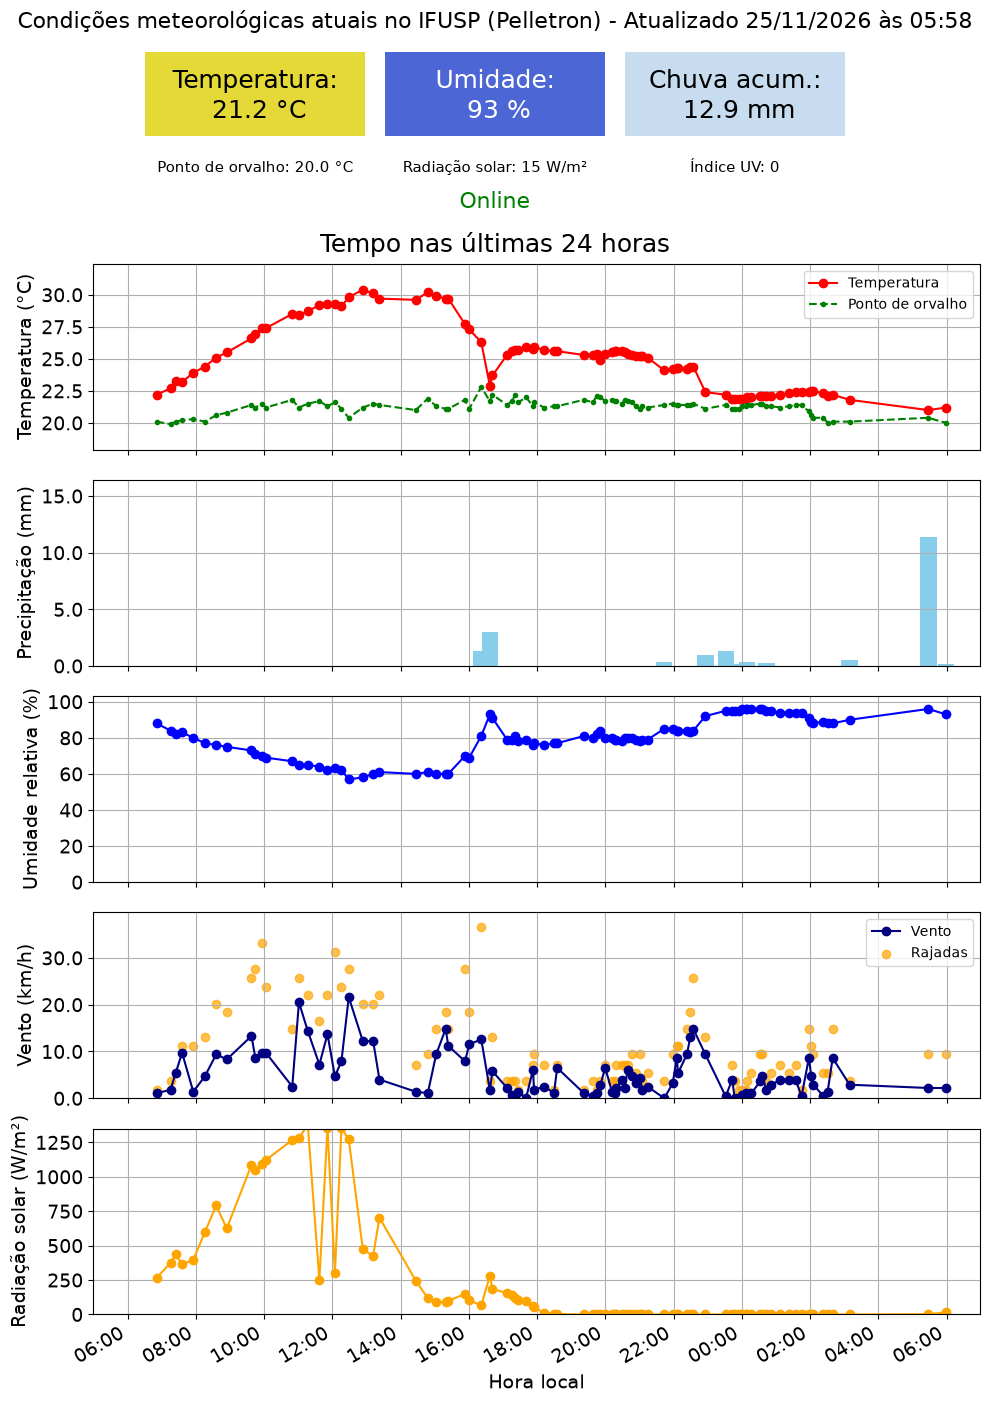 Condições meteorológicas atuais no IFUSP (Pelletron) - Atualizado 25/11/2026 às 05:58
Temperatura:
21.2 °C
Umidade:
93 %
Chuva acum.:
12.9 mm
Ponto de orvalho: 20.0 °C
Radiação solar: 15 W/m²
Índice UV: 0
Online
Tempo nas últimas 24 horas
Temperatura (°C)
30.0
27.5
25.0
22.5
20.0
Temperatura
Ponto de orvalho
Precipitação (mm)
15.0
10.0
5.0
0.0
Umidade relativa (%)
100
80
60
40
20
0
Vento (km/h)
30.0
20.0
10.0
0.0
Vento
Rajadas
Radiação solar (W/m²)
1250
1000
750
500
250
0
06:00
08:00
10:00
12:00
14:00
16:00
18:00
20:00
22:00
00:00
02:00
04:00
06:00
Hora local